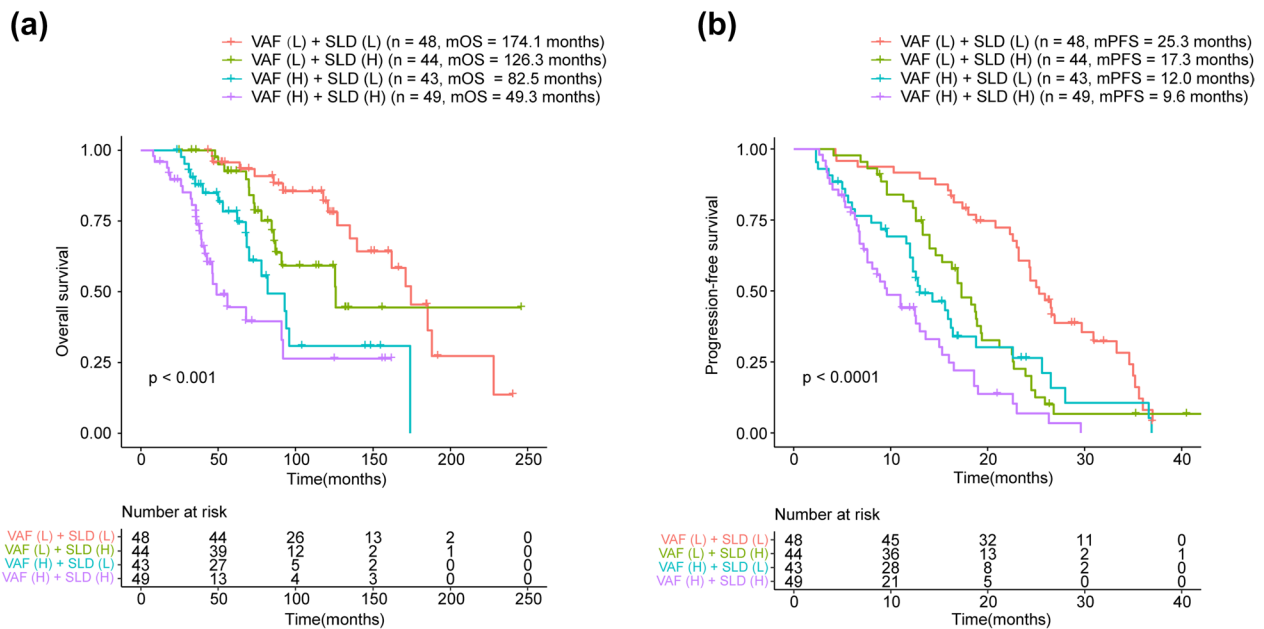 (a)
VAF (L) + SLD (L) (n = 48, mOS = 174.1 months)
VAF (L) + SLD (H) (n = 44, mOS = 126.3 months)
VAF (H) + SLD (L) (n = 43, mOS = 82.5 months)
VAF (H) + SLD (H) (n = 49, mOS = 49.3 months)
Overall survival
1.00
0.75
0.50
0.25
0.00
p < 0.001
0 50 100 150 200 250
Time(months)
Number at risk
VAF (L) + SLD (L) 48 44 26 13 2 0
VAF (L) + SLD (H) 44 39 12 2 1 0
VAF (H) + SLD (L) 43 27 5 2 0 0
VAF (H) + SLD (H) 49 13 4 3 0 0
0 50 100 150 200 250
Time(months)
(b)
VAF (L) + SLD (L) (n = 48, mPFS = 25.3 months)
VAF (L) + SLD (H) (n = 44, mPFS = 17.3 months)
VAF (H) + SLD (L) (n = 43, mPFS = 12.0 months)
VAF (H) + SLD (H) (n = 49, mPFS = 9.6 months)
Progression-free survival
1.00
0.75
0.50
0.25
0.00
p < 0.0001
0 10 20 30 40
Time(months)
Number at risk
VAF (L) + SLD (L) 48 45 32 11 0
VAF (L) + SLD (H) 44 36 13 2 1
VAF (H) + SLD (L) 43 28 8 2 0
VAF (H) + SLD (H) 49 21 5 0 0
0 10 20 30 40
Time(months)